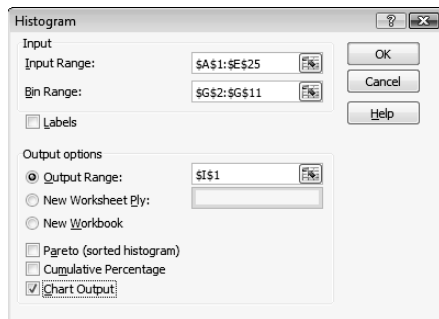 Histogram
Input
Input Range:
$A$1:$E$25
Bin Range:
$G$2:$G$11
Labels
OK
Cancel
Help
Output options
Output Range:
$I$1
New Worksheet Ply:
New Workbook
Pareto (sorted histogram)
Cumulative Percentage
Chart Output